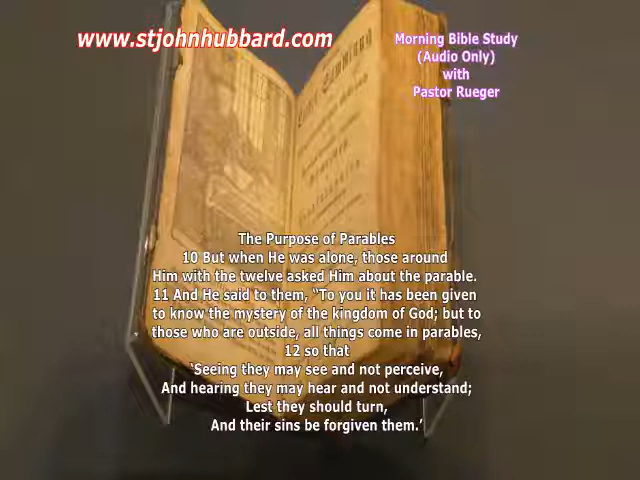 www.stjohnhubbard.com
Morning Bible Study
(Audio Only)
with
Pastor Rueger
The Purpose of Parables
10 But when He was alone, those around
Him with the twelve asked Him about the parable.
11 And He said to them, “To you it has been given
to know the mystery of the kingdom of God; but to
those who are outside, all things come in parables,
12 so that
‘Seeing they may see and not perceive,
And hearing they may hear and not understand;
Lest they should turn,
And their sins be forgiven them.’